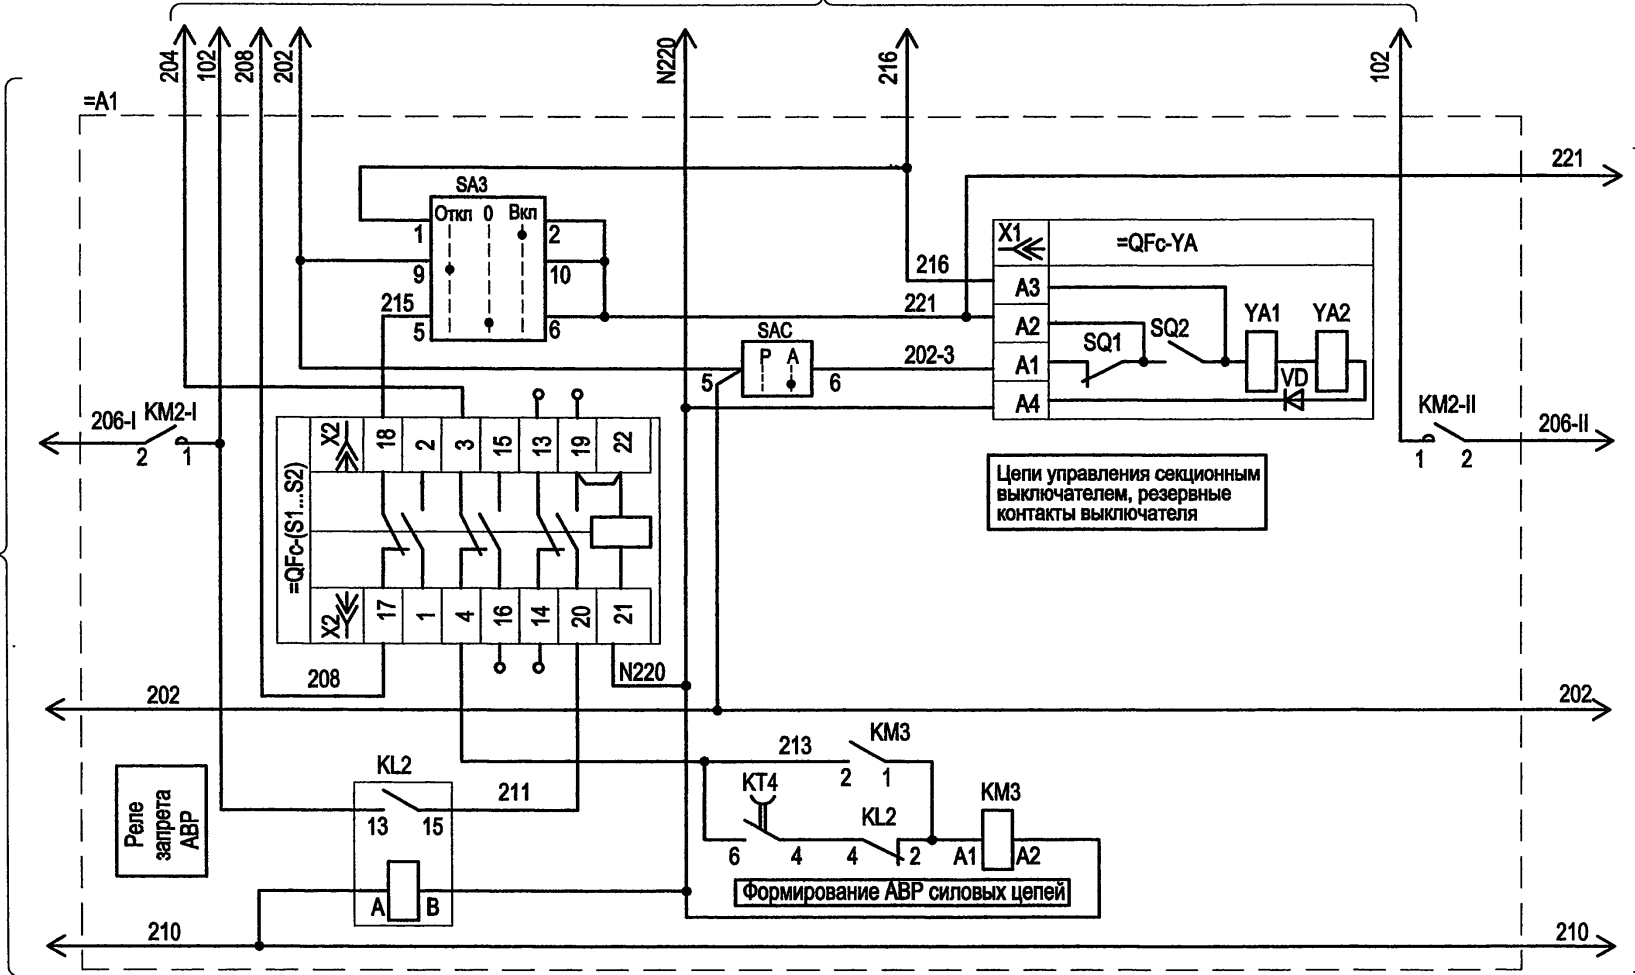 204
102
208
202
N220
216
102
=A1
221
SA3
Откл 0 Вкл
1
2
9
10
215
5
6
X1
=QFc-YA
216
A3
221
A2
SAC
P A
5
6
202-3
A1
A4
SQ1
SQ2
YA1
YA2
VD
206-I
KM2-I
2
1
KM2-II
206-II
1
2
=QFc-(S1...S2)
X2
18
2
3
15
13
19
22
Цепи управления секционным
выключателем, резервные
контакты выключателя
X2
17
1
4
16
14
20
21
208
N220
202
202
KM3
213
2
1
KL2
211
13
15
KT4
6
4
KL2
4
2
KM3
A1
A2
Реле
запрета
АВР
A
B
Формирование АВР силовых цепей
210
210